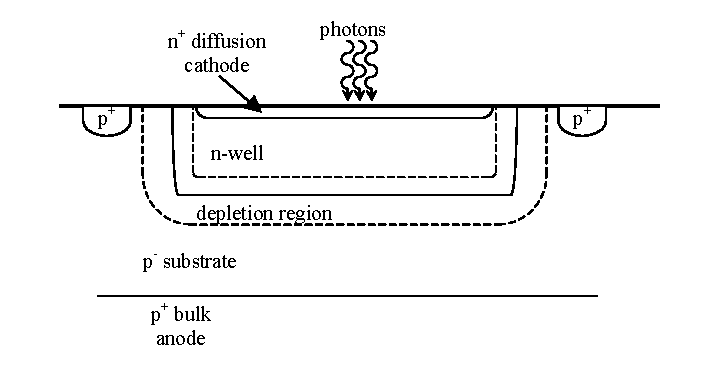 photons
n+ diffusion
cathode
p+
p+
n-well
depletion region
p- substrate
p+ bulk
anode